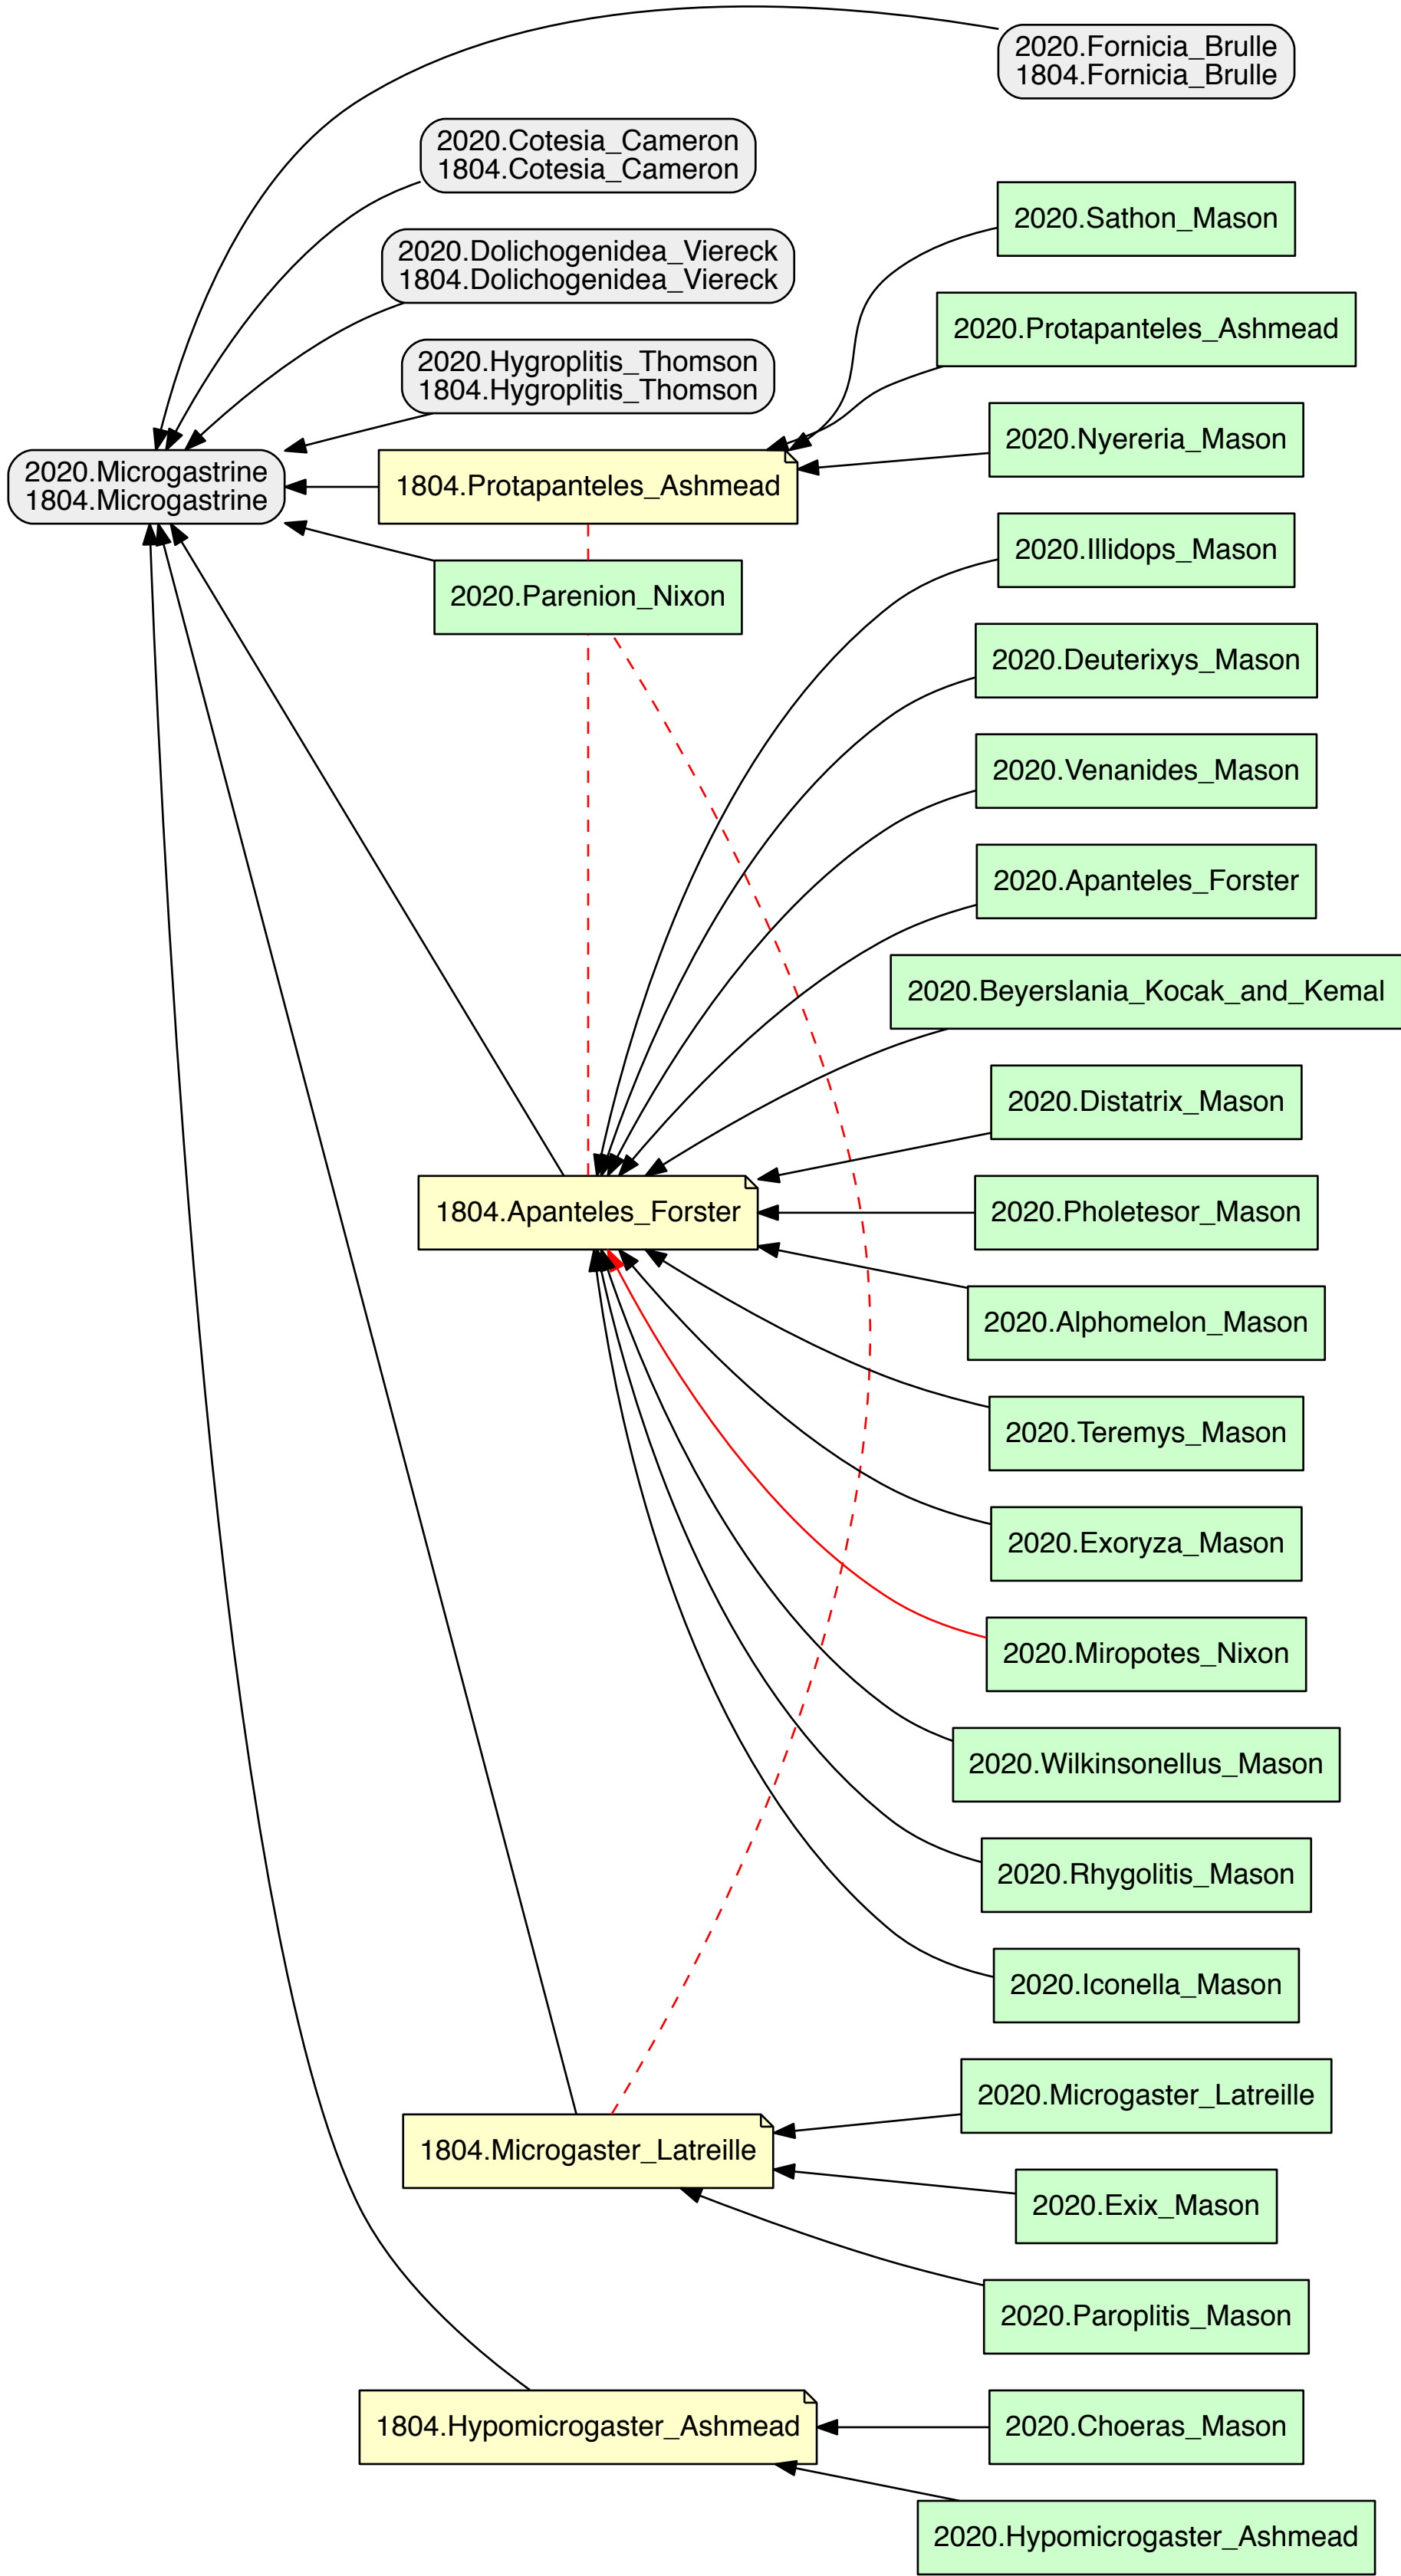 2020.Fornicia_Brulle
1804.Fornicia_Brulle
2020.Cotesia_Cameron
1804.Cotesia_Cameron
2020.Sathon_Mason
2020.Dolichogenidea_Viereck
1804.Dolichogenidea_Viereck
2020.Protapanteles_Ashmead
2020.Hygroplitis_Thomson
1804.Hygroplitis_Thomson
2020.Nyereria_Mason
2020.Microgastrine
1804.Microgastrine
1804.Protapanteles_Ashmead
2020.Illidops_Mason
2020.Parenion_Nixon
2020.Deuterixys_Mason
2020.Venanides_Mason
2020.Apanteles_Forster
2020.Beyerslania_Kocak_and_Kemal
2020.Distatrix_Mason
1804.Apanteles_Forster
2020.Pholetesor_Mason
2020.Alphomelon_Mason
2020.Teremys_Mason
2020.Exoryza_Mason
2020.Miropotes_Nixon
2020.Wilkinsonellus_Mason
2020.Rhygolitis_Mason
2020.Iconella_Mason
2020.Microgaster_Latreille
1804.Microgaster_Latreille
2020.Exix_Mason
2020.Paroplitis_Mason
1804.Hypomicrogaster_Ashmead
2020.Choeras_Mason
2020.Hypomicrogaster_Ashmead